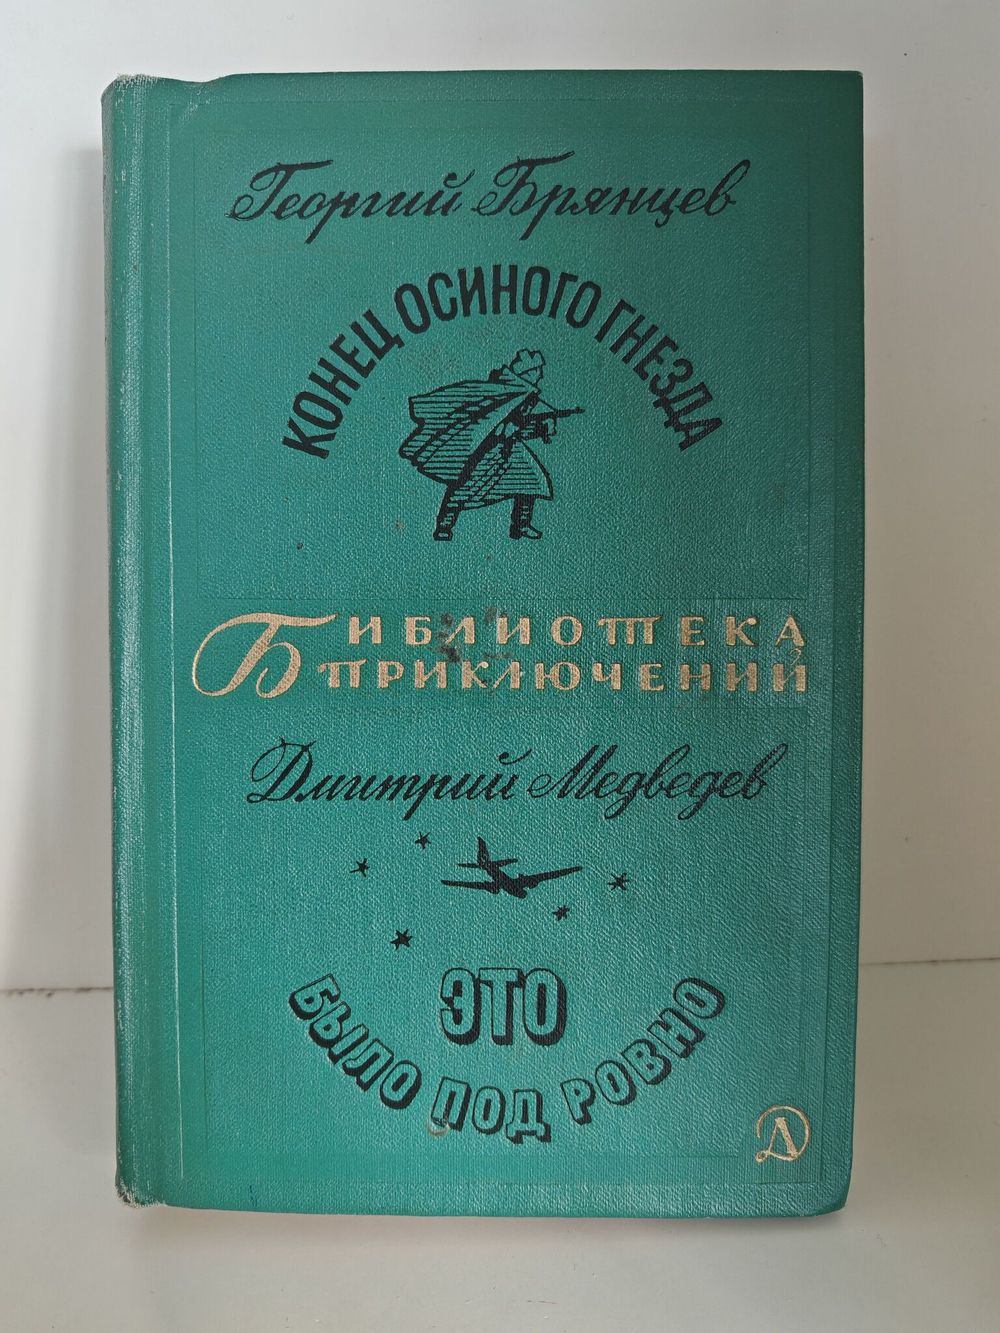 Георгий Брянцев
КОНЕЦ ОСИНОГО ГНЕЗДА
БИБЛИОТЕКА
ПРИКЛЮЧЕНИЙ
Дмитрий Медведев
ЭТО
БЫЛО ПОД РОВНО
Д